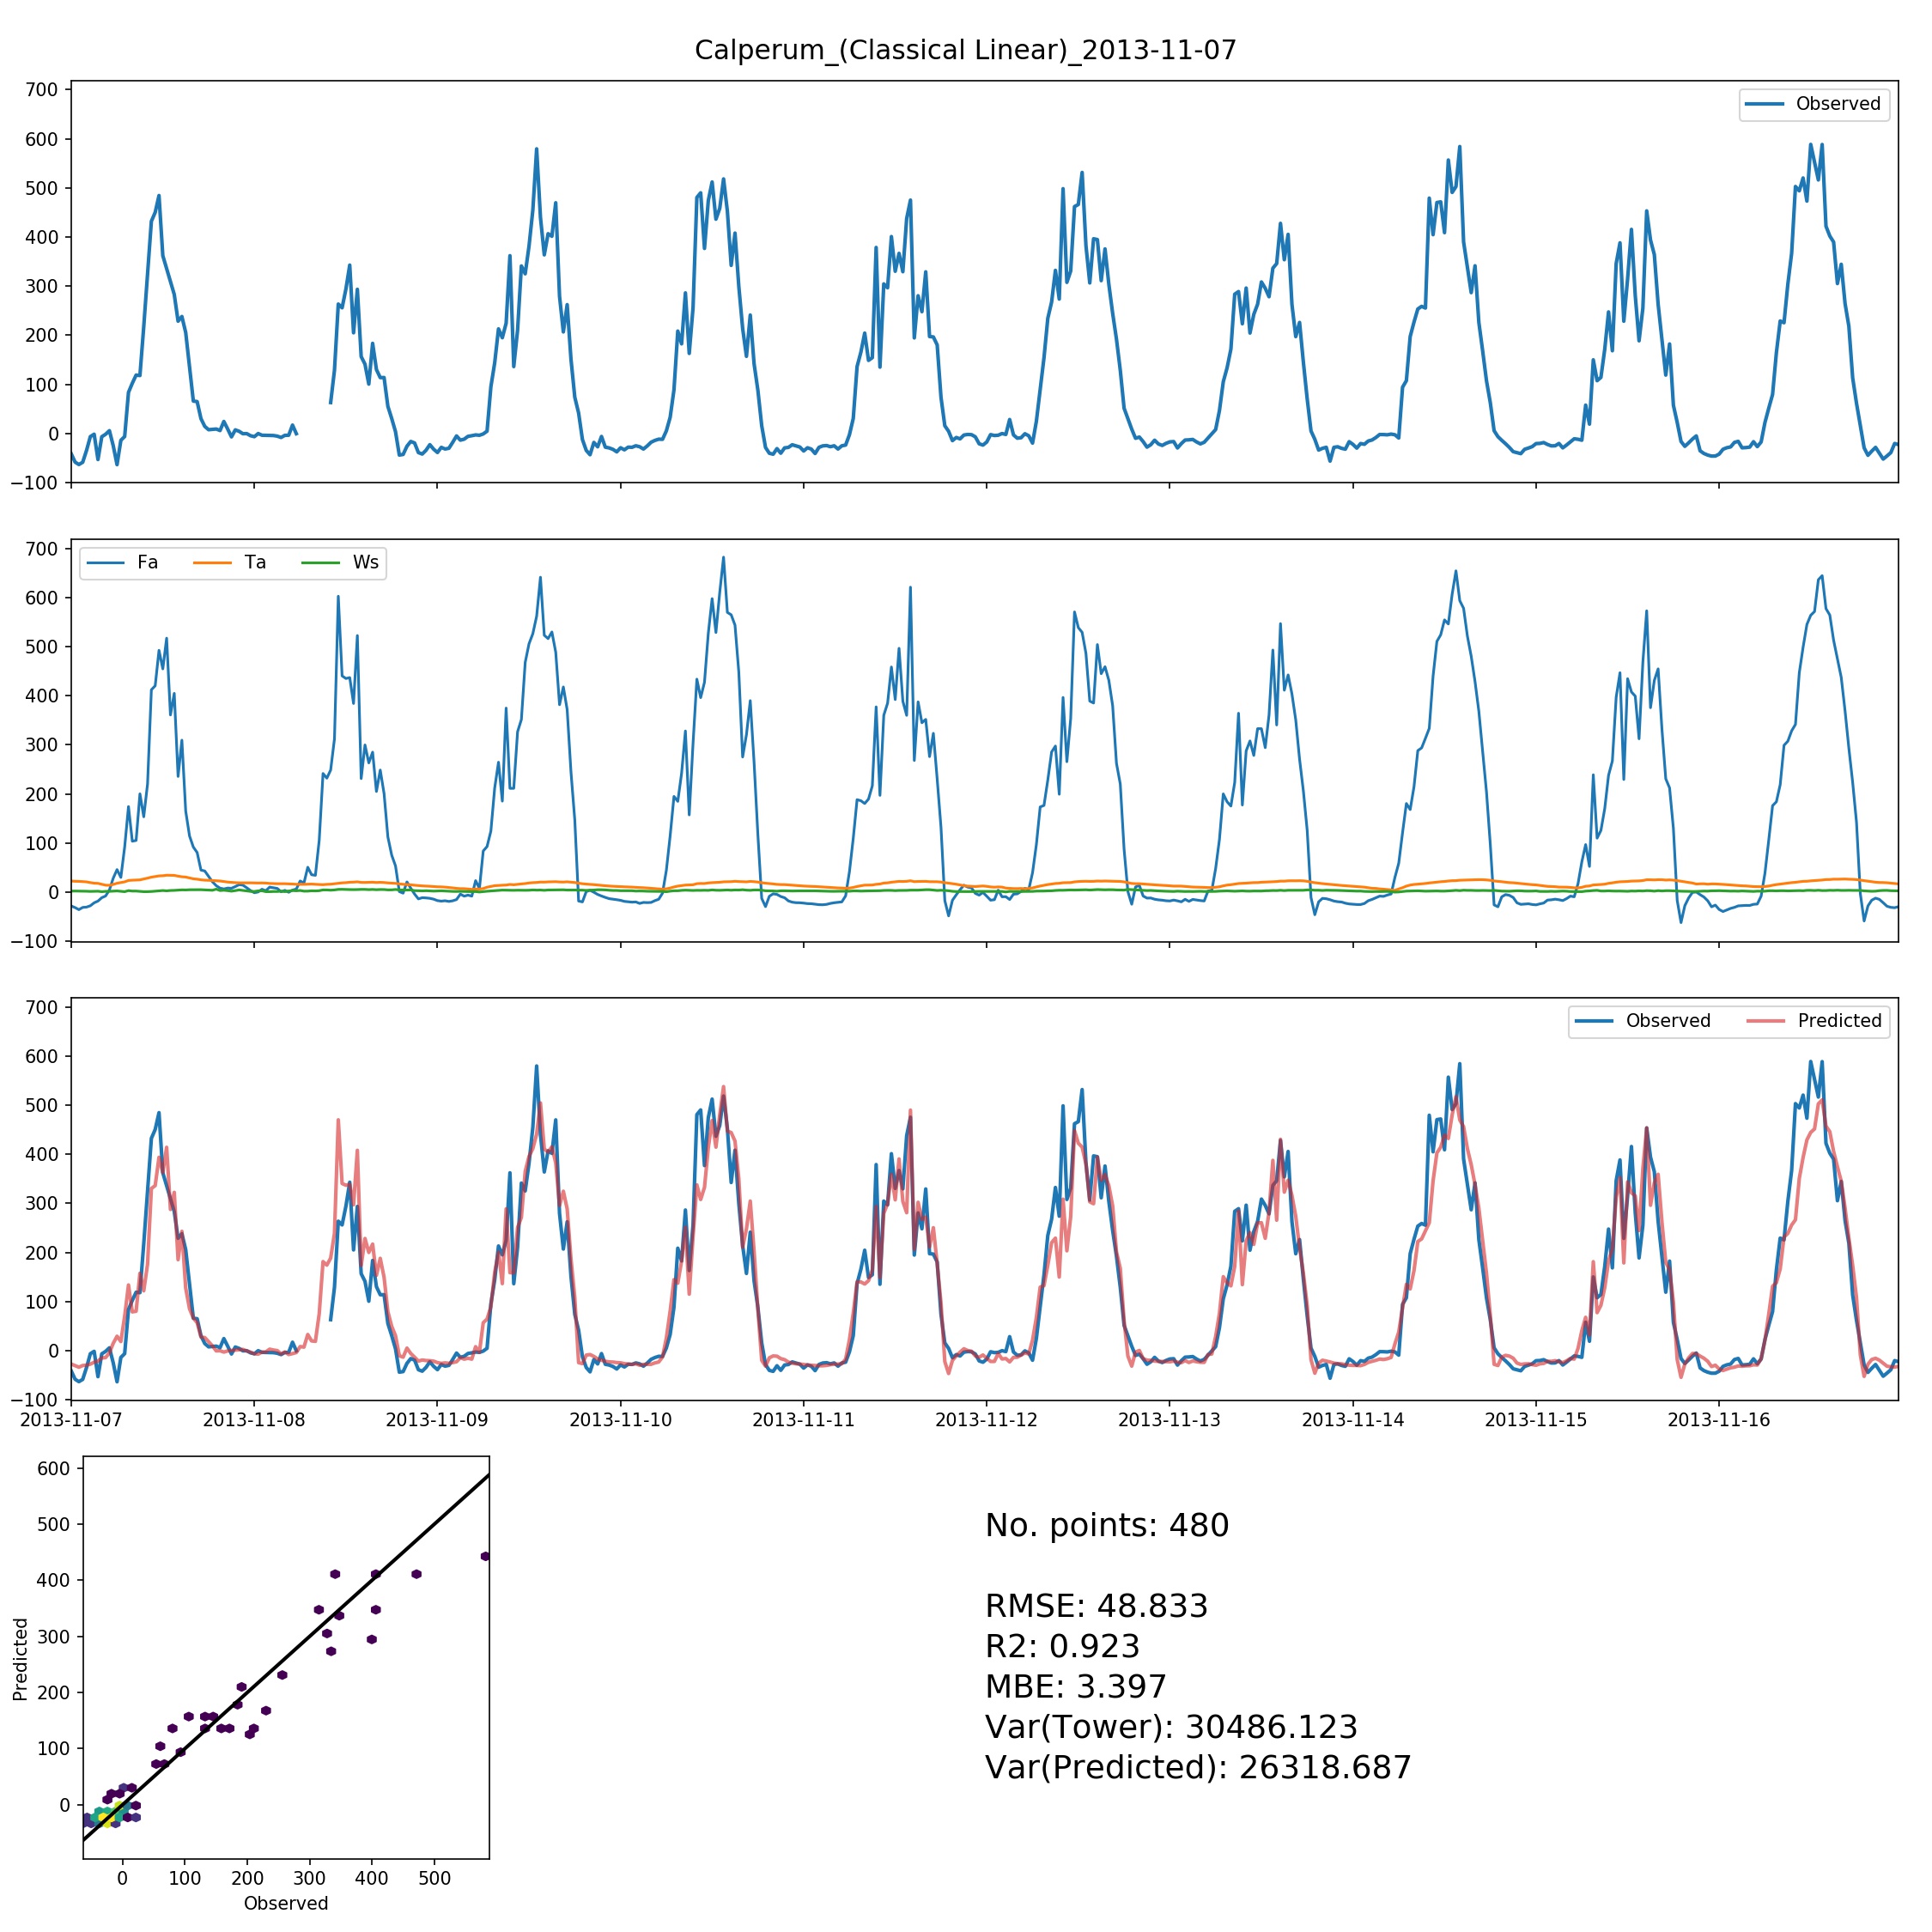 Calperum_(Classical Linear)_2013-11-07
700
600
500
400
300
200
100
0
−100
Observed
700
600
500
400
300
200
100
0
−100
Fa Ta Ws
700
600
500
400
300
200
100
0
−100
Observed Predicted
2013-11-07 2013-11-08 2013-11-09 2013-11-10 2013-11-11 2013-11-12 2013-11-13 2013-11-14 2013-11-15 2013-11-16
600
500
400
300
200
100
0
Predicted
0 100 200 300 400 500
Observed
No. points: 480
RMSE: 48.833
R2: 0.923
MBE: 3.397
Var(Tower): 30486.123
Var(Predicted): 26318.687